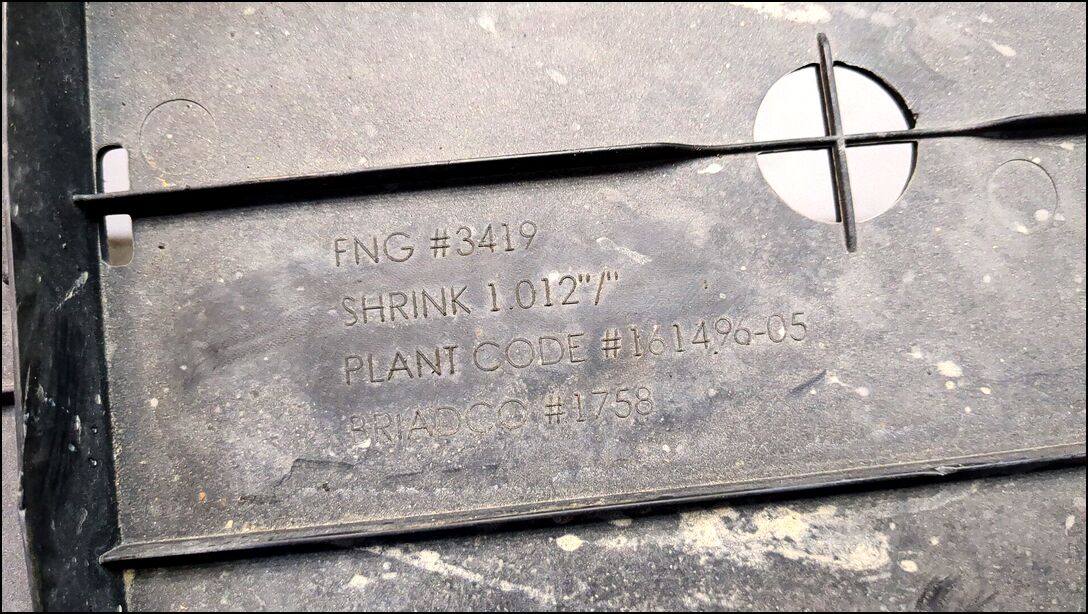 FNG #3419
SHRINK 1.012"/"
PLANT CODE #161496-05
BRIADCO #1758